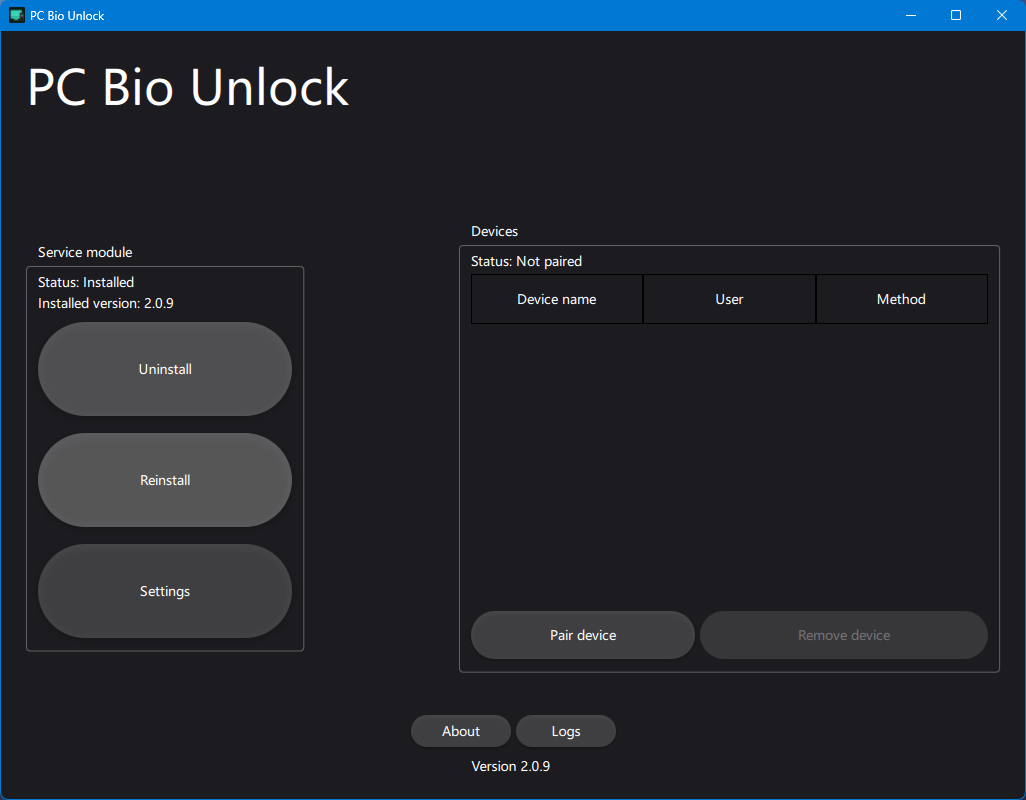 PC Bio Unlock
PC Bio Unlock
Service module
Status: Installed
Installed version: 2.0.9
Uninstall
Reinstall
Settings
Devices
Status: Not paired
Device name User Method
Pair device Remove device
About Logs
Version 2.0.9